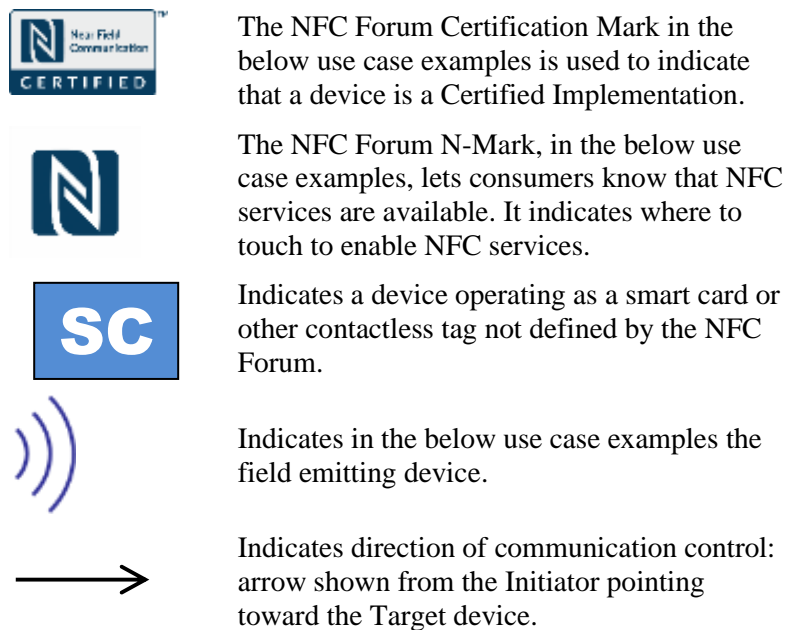 Near Field
Communication
TM
CERTIFIED
The NFC Forum Certification Mark in the
below use case examples is used to indicate
that a device is a Certified Implementation.
The NFC Forum N-Mark, in the below use
case examples, lets consumers know that NFC
services are available. It indicates where to
touch to enable NFC services.
SC
Indicates a device operating as a smart card or
other contactless tag not defined by the NFC
Forum.
Indicates in the below use case examples the
field emitting device.
Indicates direction of communication control:
arrow shown from the Initiator pointing
toward the Target device.